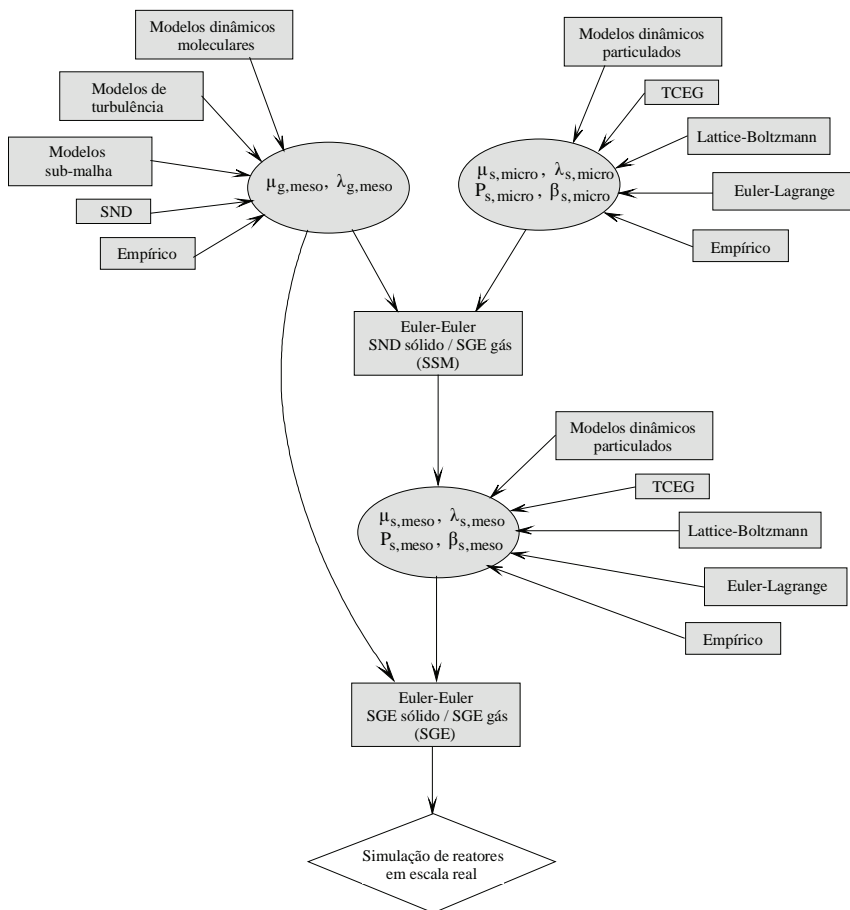 Modelos dinâmicos
moleculares
Modelos de
turbulência
Modelos
sub-malha
SND
Empírico
μg,meso, λg,meso
Modelos dinâmicos
particulados
TCEG
Lattice-Boltzmann
Euler-Lagrange
Empírico
μs,micro, λs,micro
Ps,micro, βs,micro
Euler-Euler
SND sólido / SGE gás
(SSM)
Modelos dinâmicos
particulados
TCEG
Lattice-Boltzmann
Euler-Lagrange
Empírico
μs,meso, λs,meso
Ps,meso, βs,meso
Euler-Euler
SGE sólido / SGE gás
(SGE)
Simulação de reatores
em escala real